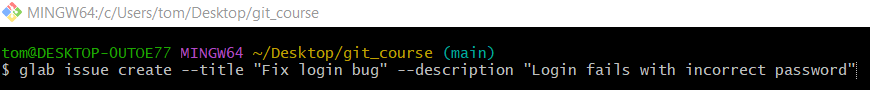 MINGW64:/c/Users/tom/Desktop/git_course
tom@DESKTOP-OUTOE77 MINGW64 ~/Desktop/git_course (main)
$ glab issue create --title "Fix login bug" --description "Login fails with incorrect password"